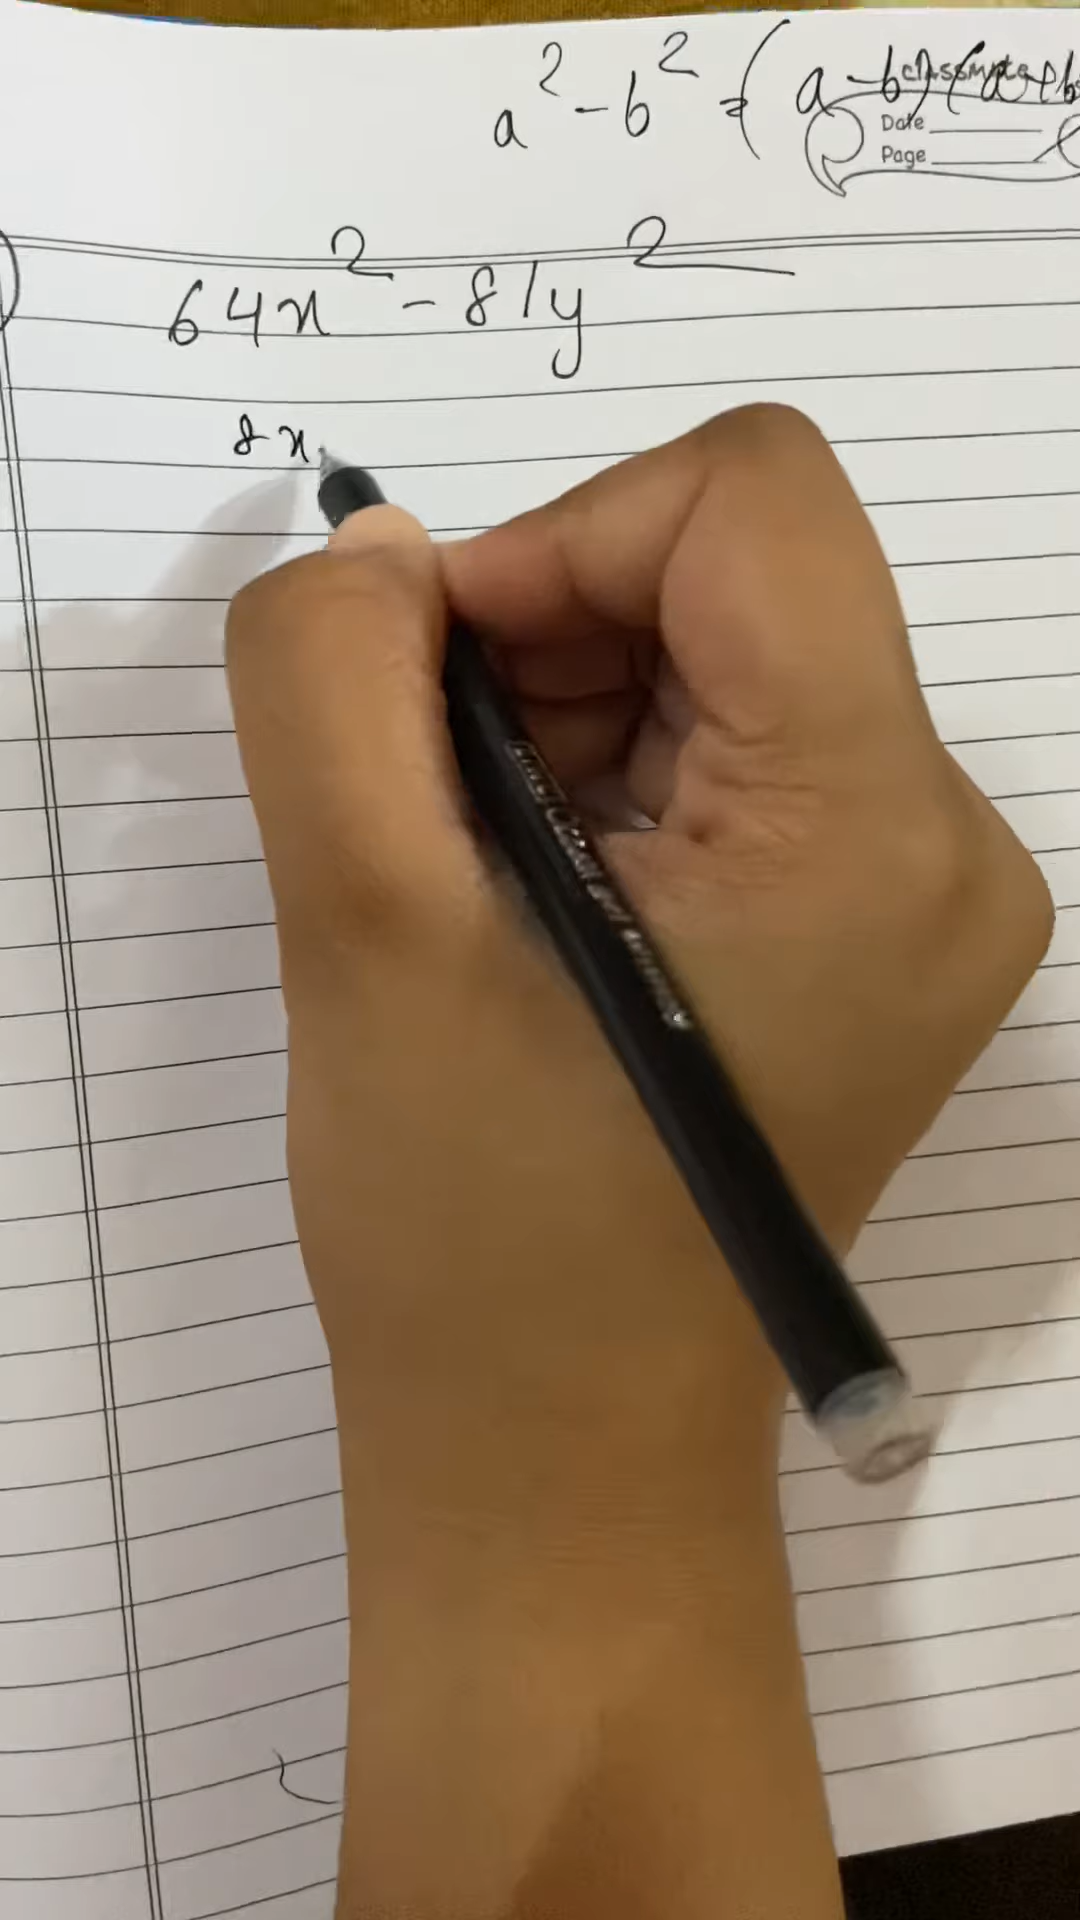 a² - b² = (a - b) (a + b
classmate
Date
Page
64x² - 81y²
8x